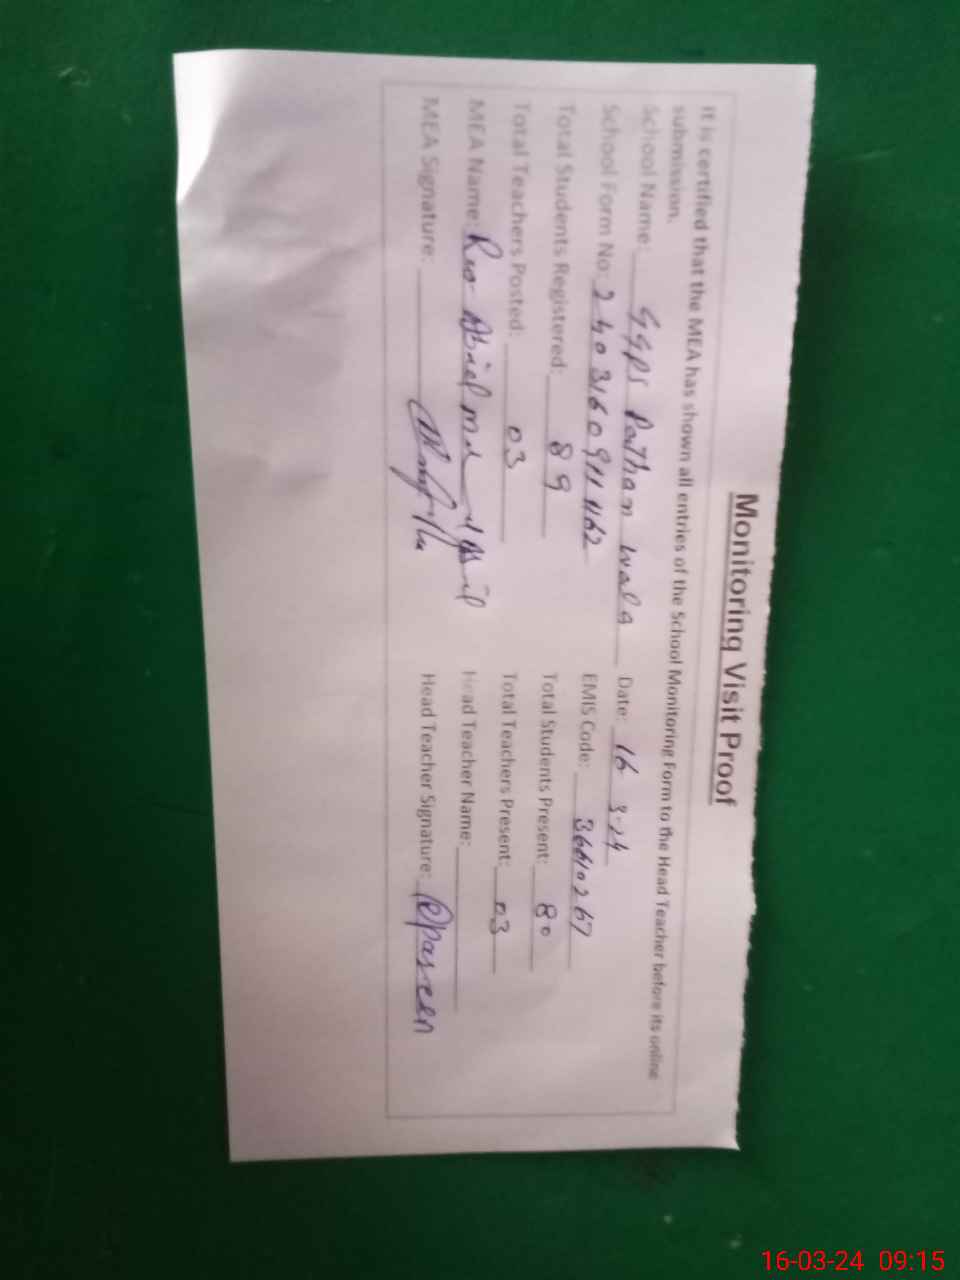 Monitoring Visit Proof
It is certified that the MEA has shown all entries of the School Monitoring Form to the Head Teacher before its online
submission.
School Name: GGPS Pathan wala Date: 16 3-24
School Form No: EMIS Code:
Total Students Registered: 89 Total Students Present: 80
Total Teachers Posted: 03 Total Teachers Present: 03
MEA Name: Head Teacher Name:
MEA Signature: Head Teacher Signature:
16-03-24 09:15